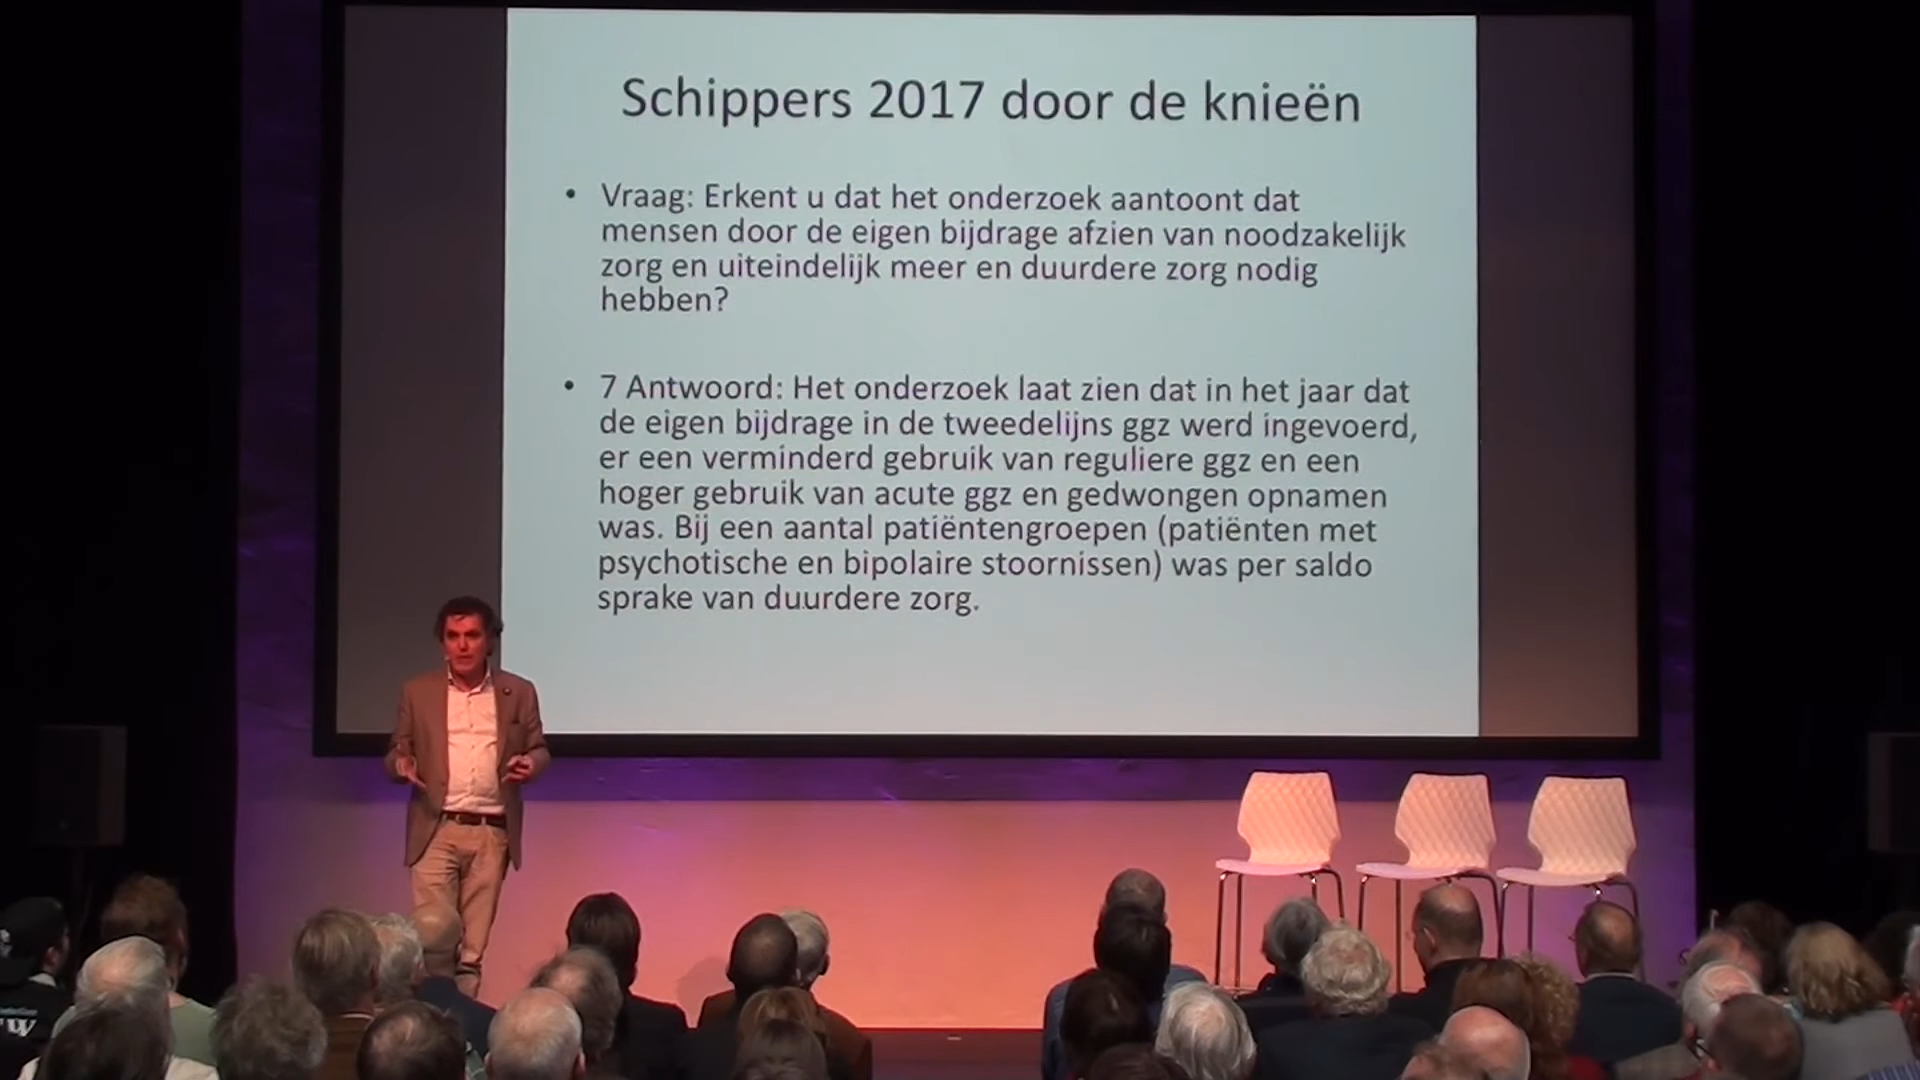 Schippers 2017 door de knieën
• Vraag: Erkent u dat het onderzoek aantoont dat
mensen door de eigen bijdrage afzien van noodzakelijk
zorg en uiteindelijk meer en duurdere zorg nodig
hebben?
• 7 Antwoord: Het onderzoek laat zien dat in het jaar dat
de eigen bijdrage in de tweedelijns ggz werd ingevoerd,
er een verminderd gebruik van reguliere ggz en een
hoger gebruik van acute ggz en gedwongen opnamen
was. Bij een aantal patiëntengroepen (patiënten met
psychotische en bipolaire stoornissen) was per saldo
sprake van duurdere zorg.